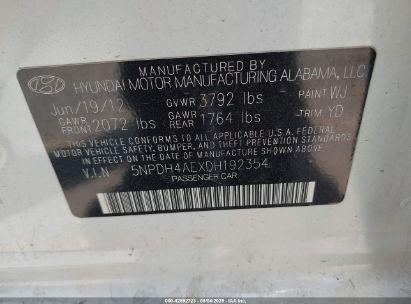 MANUFACTURED BY
HYUNDAI MOTOR MANUFACTURING ALABAMA, LLC
Jun/19/12 GVWR 3792 lbs PAINT WJ
GAWR FRONT 2072 lbs GAWR REAR 1764 lbs TRIM YD
THIS VEHICLE CONFORMS TO ALL APPLICABLE U.S.A. FEDERAL
MOTOR VEHICLE SAFETY, BUMPER, AND THEFT PREVENTION STANDARDS
IN EFFECT ON THE DATE OF MANUFACTURE SHOWN ABOVE.
V.I.N 5NPDH4AEXDH192354
PASSENGER CAR